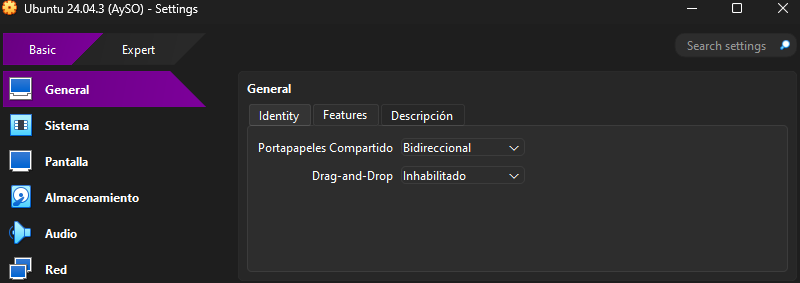 Ubuntu 24.04.3 (AySO) - Settings
Basic Expert
Search settings
General
Sistema
Pantalla
Almacenamiento
Audio
Red
General
Identity Features Descripción
Portapapeles Compartido Bidireccional
Drag-and-Drop Inhabilitado